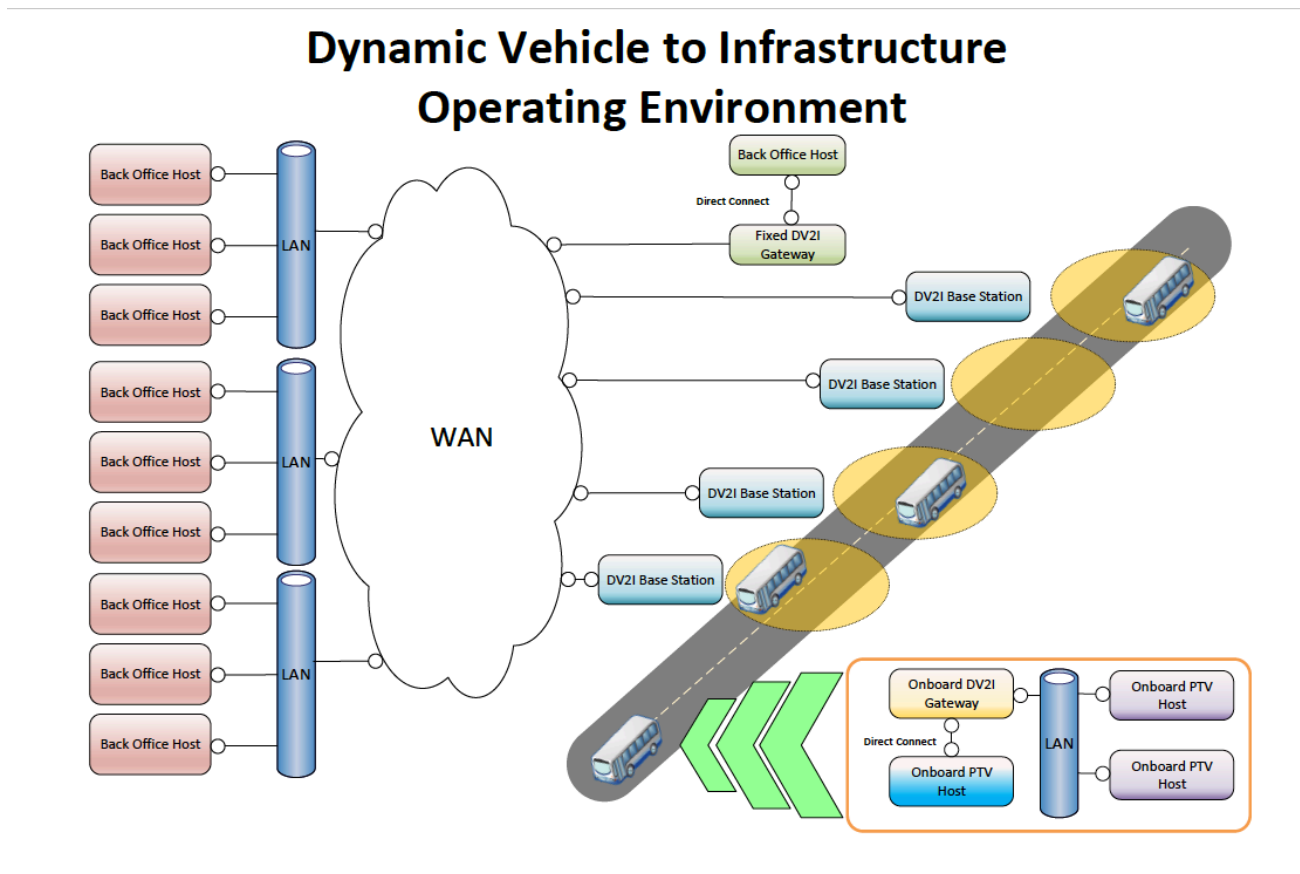 Dynamic Vehicle to Infrastructure
Operating Environment
Back Office Host
Back Office Host
Back Office Host
LAN
Back Office Host
Back Office Host
Back Office Host
LAN
Back Office Host
Back Office Host
Back Office Host
LAN
WAN
Back Office Host
Direct Connect
Fixed DV2I
Gateway
DV2I Base Station
DV2I Base Station
DV2I Base Station
DV2I Base Station
Onboard DV2I
Gateway
Direct Connect
Onboard PTV
Host
LAN
Onboard PTV
Host
Onboard PTV
Host